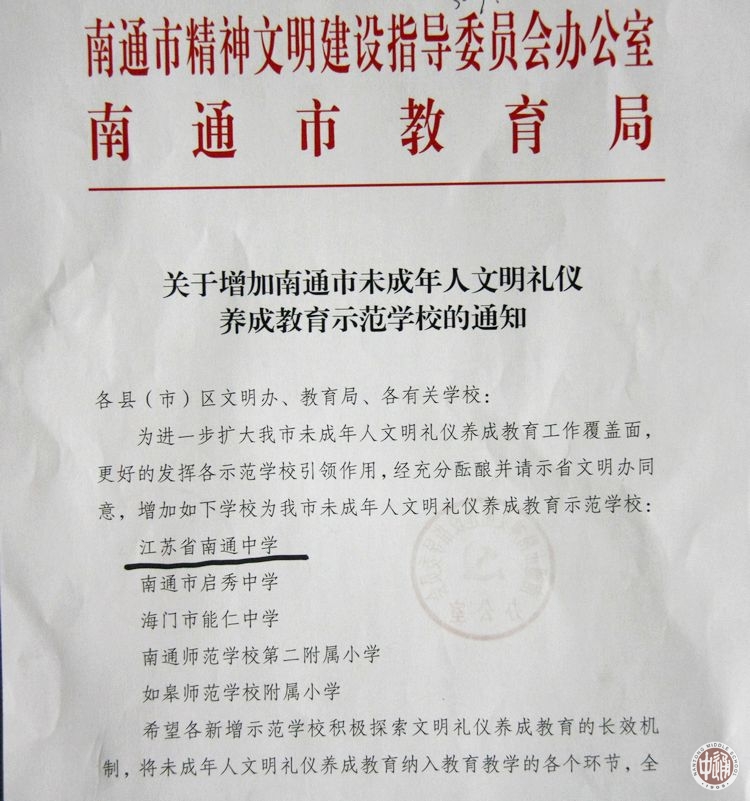 南通市精神文明建设指导委员会办公室
南通市教育局
关于增加南通市未成年人文明礼仪
养成教育示范学校的通知
各县（市）区文明办、教育局、各有关学校：
为进一步扩大我市未成年人文明礼仪养成教育工作覆盖面，
更好的发挥各示范学校引领作用，经充分酝酿并请示省文明办同
意，增加如下学校为我市未成年人文明礼仪养成教育示范学校：
江苏省南通中学
南通市启秀中学
海门市能仁中学
南通师范学校第二附属小学
如皋师范学校附属小学
希望各新增示范学校积极探索文明礼仪养成教育的长效机
制，将未成年人文明礼仪养成教育纳入教育教学的各个环节，全
中通
NANTONG MIDDLE SCHOOL
1909